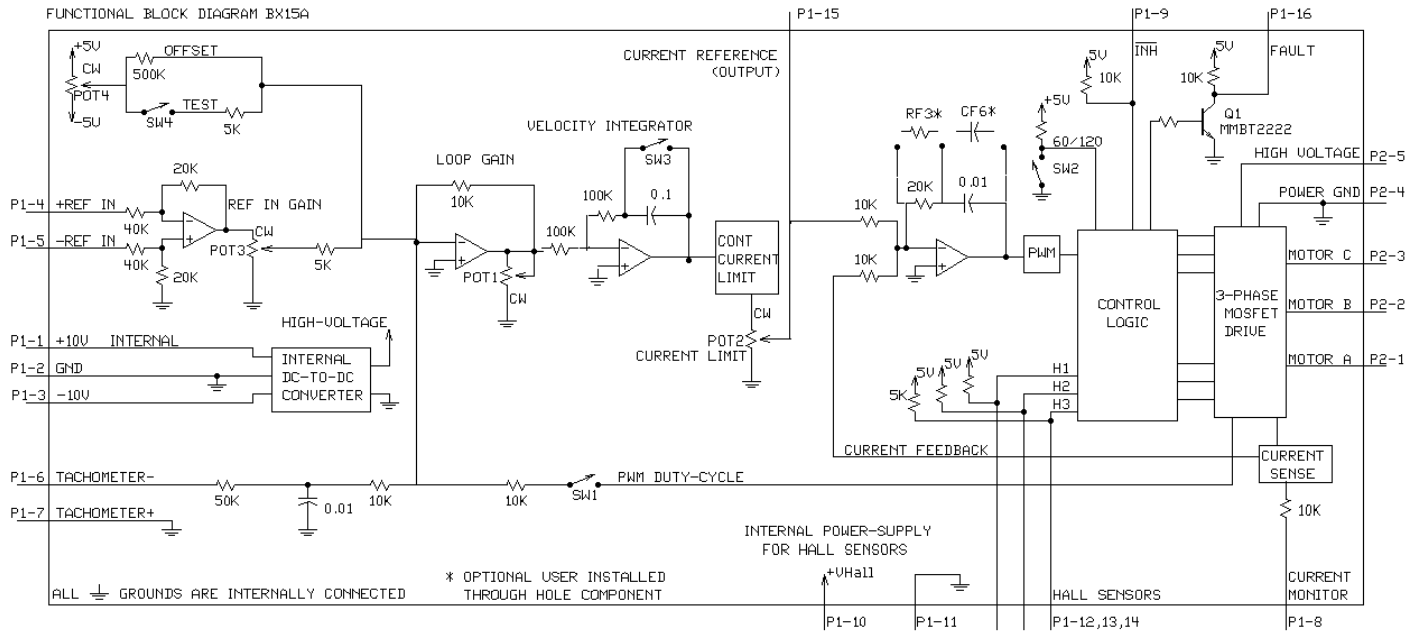 FUNCTIONAL BLOCK DIAGRAM BX15A
P1-15
P1-9
P1-16
+5V
OFFSET
CW
500K
POT4
TEST
-5V
SW4
5K
CURRENT REFERENCE
(OUTPUT)
5V
10K
INH
5V
10K
FAULT
+5V
Q1
MMBT2222
60/120
SW2
RF3*
CF6*
VELOCITY INTEGRATOR
SW3
LOOP GAIN
10K
100K
0.1
20K
0.01
HIGH VOLTAGE
P2-5
POWER GND
P2-4
20K
P1-4
+REF IN
40K
REF IN GAIN
P1-5
-REF IN
40K
CW
POT3
20K
5K
-
+
-
+
POT1
CW
100K
-
+
CONT
CURRENT
LIMIT
CW
POT2
CURRENT LIMIT
10K
10K
-
+
PWM
CONTROL
LOGIC
3-PHASE
MOSFET
DRIVE
MOTOR C
P2-3
MOTOR B
P2-2
MOTOR A
P2-1
HIGH-VOLTAGE
P1-1
+10V INTERNAL
P1-2
GND
P1-3
-10V
INTERNAL
DC-TO-DC
CONVERTER
5V
5V
5V
5K
H1
H2
H3
CURRENT FEEDBACK
CURRENT
SENSE
P1-6
TACHOMETER-
50K
0.01
10K
10K
SW1
PWM DUTY-CYCLE
10K
P1-7
TACHOMETER+
INTERNAL POWER-SUPPLY
FOR HALL SENSORS
+VHall
ALL GROUNDS ARE INTERNALLY CONNECTED
* OPTIONAL USER INSTALLED
THROUGH HOLE COMPONENT
HALL SENSORS
CURRENT
MONITOR
P1-10
P1-11
P1-12,13,14
P1-8